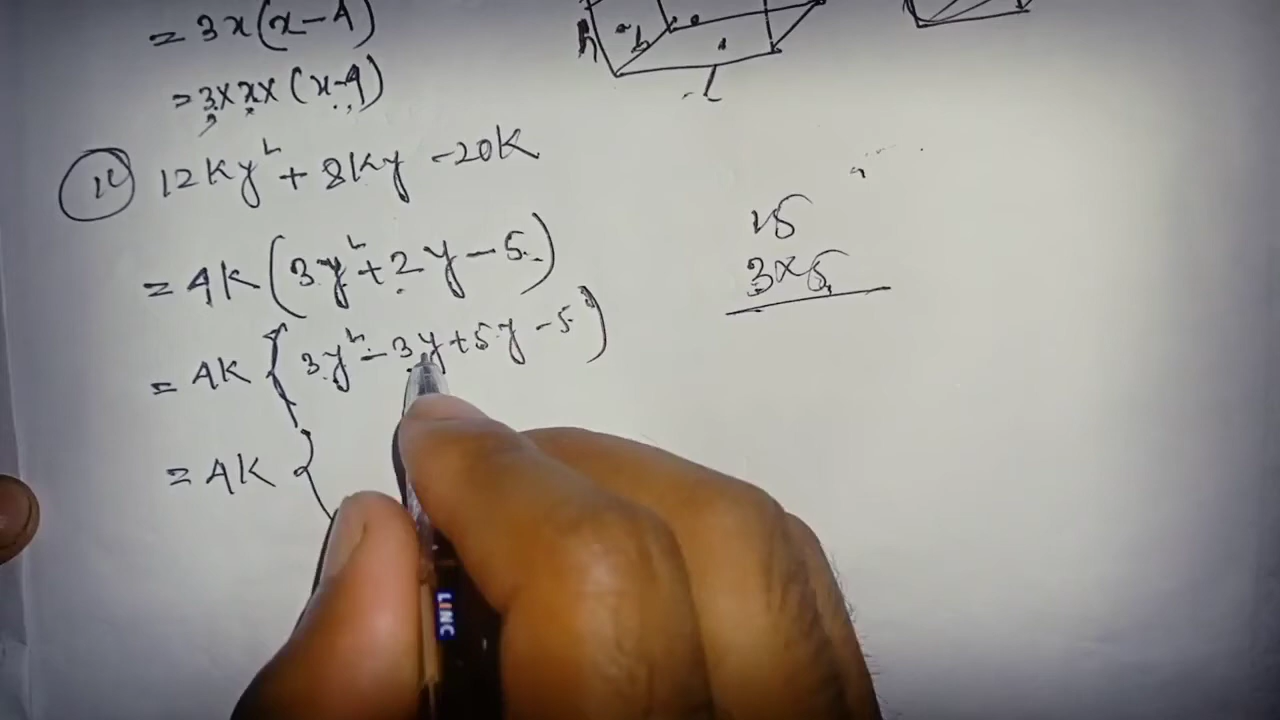 = 3x(x-4)
= 3×x×(x-4)
h b l
(ii) 12Ky² + 8Ky - 20K
= 4K(3y² + 2y - 5)
= 4K{3y² - 3y + 5y - 5}
= 4K{
15
3×5
LINC